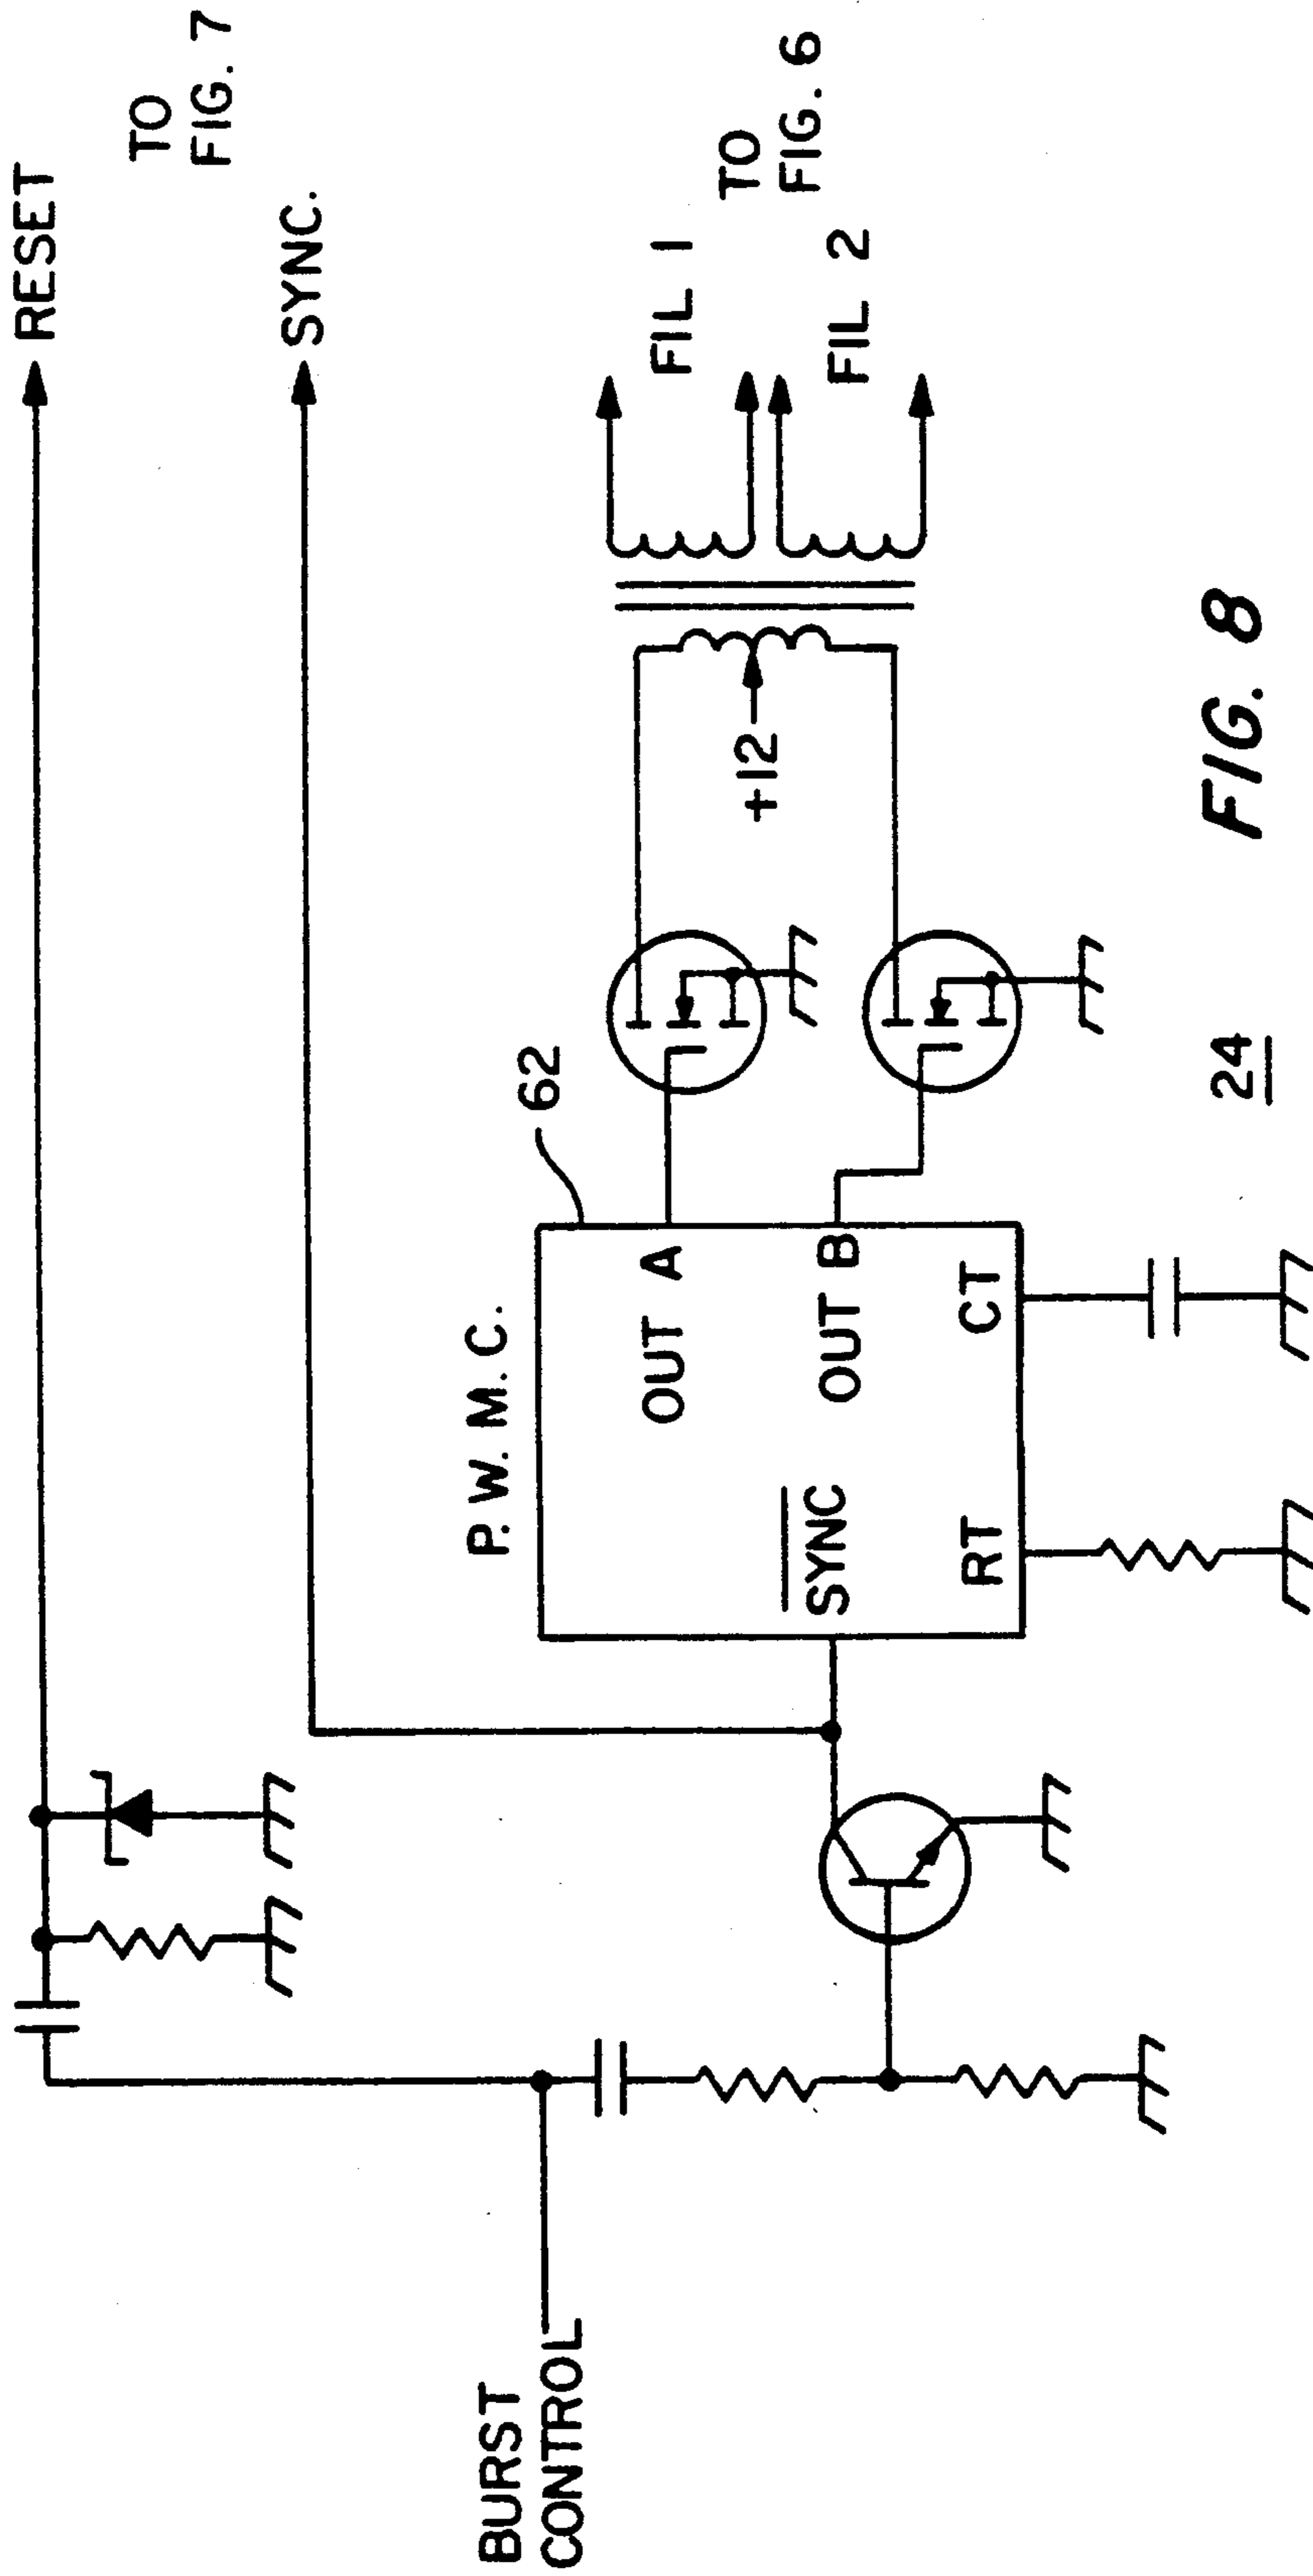 RESET
TO
FIG. 7
SYNC.
P. W. M. C.
62
OUT A
SYNC
OUT B
RT
CT
+12
FIL 1
TO
FIG. 6
FIL 2
BURST
CONTROL
24
FIG. 8